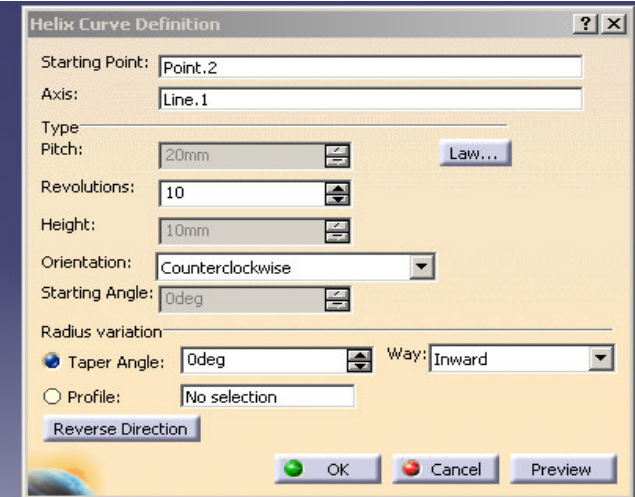 Helix Curve Definition
Starting Point: Point.2
Axis: Line.1
Type
Pitch: 20mm Law...
Revolutions: 10
Height: 10mm
Orientation: Counterclockwise
Starting Angle: 0deg
Radius variation
Taper Angle: 0deg Way: Inward
Profile: No selection
Reverse Direction
OK Cancel Preview